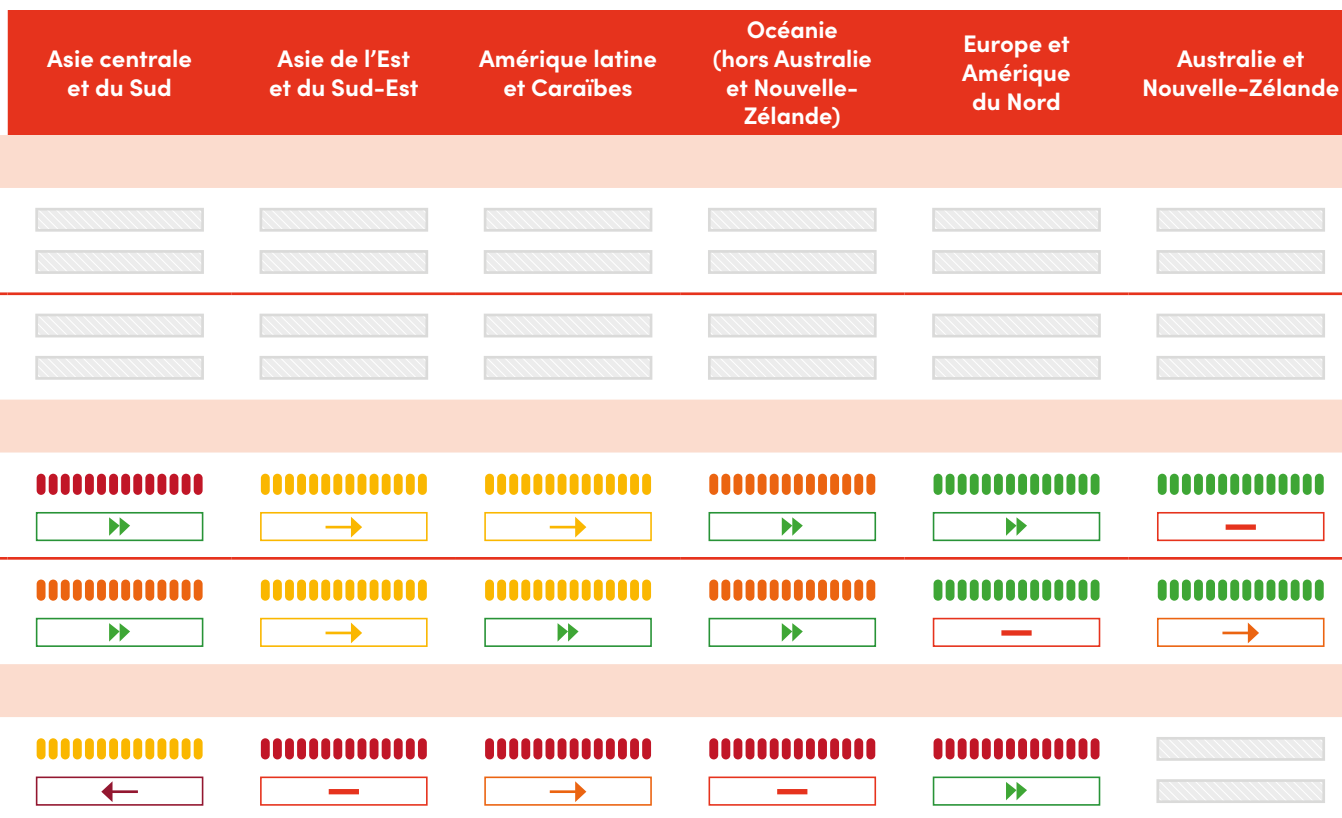 Asie centrale
et du Sud
Asie de l'Est
et du Sud-Est
Amérique latine
et Caraïbes
Océanie
(hors Australie
et Nouvelle-
Zélande)
Europe et
Amérique
du Nord
Australie et
Nouvelle-Zélande